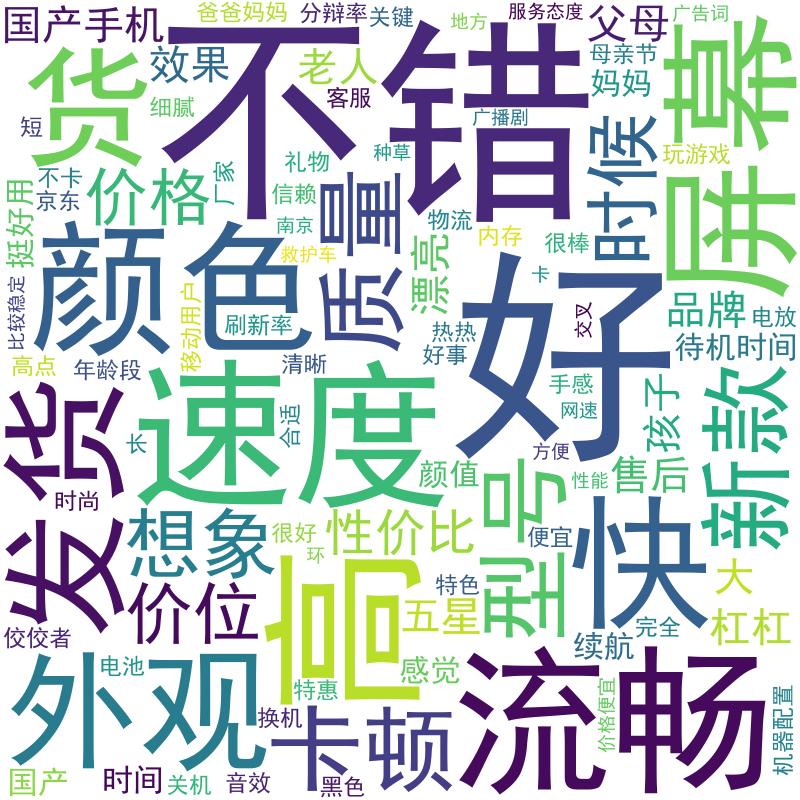 国产手机
爸爸妈妈
分辩率
关键
服务态度
父母
地方
广告词
不错
屏幕
货
效果
老人
客服
母亲节
妈妈
细腻
短
广播剧
玩游戏
不卡
京东
价格
厂家
礼物
信赖
种草
时候
质量
挺好用
南京
救护车
物流
内存
很棒
漂亮
颜色
卡
好
品牌
电放
比较稳定
移动用户
刷新率
热热
好事
交叉
待机时间
高点
年龄段
清晰
速度
手感
网速
孩子
新款
发货
长
合适
方便
时尚
颜值
型号
性能
售后
想象
很好
环
性价比
便宜
快
高
价位
特色
五星
大
杠杠
佼佼者
续航
完全
外观
电池
感觉
特惠
流畅
价格便宜
机器配置
换机
卡顿
国产
时间
关机
音效
黑色